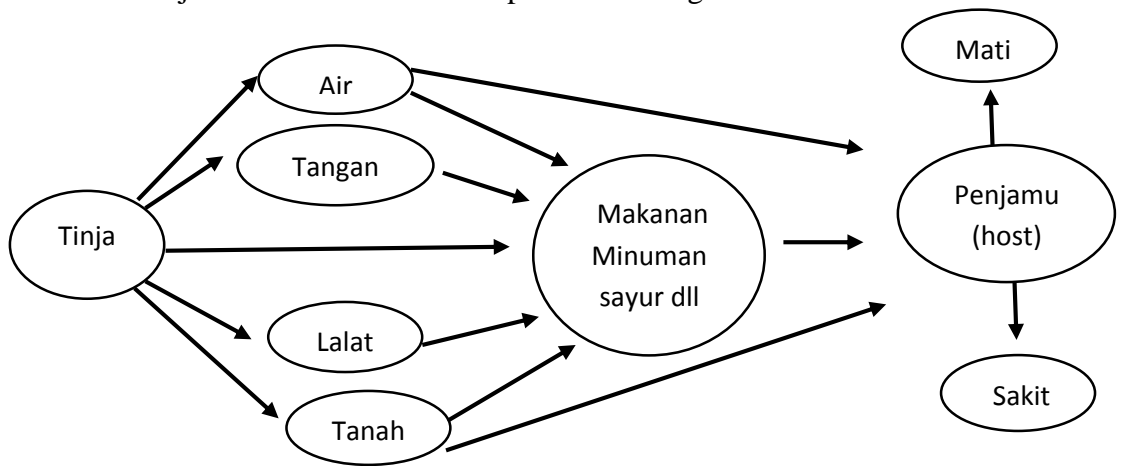 Mati
Air
Tangan
Penjamu
(host)
Tinja
Makanan
Minuman
sayur dll
Lalat
Sakit
Tanah